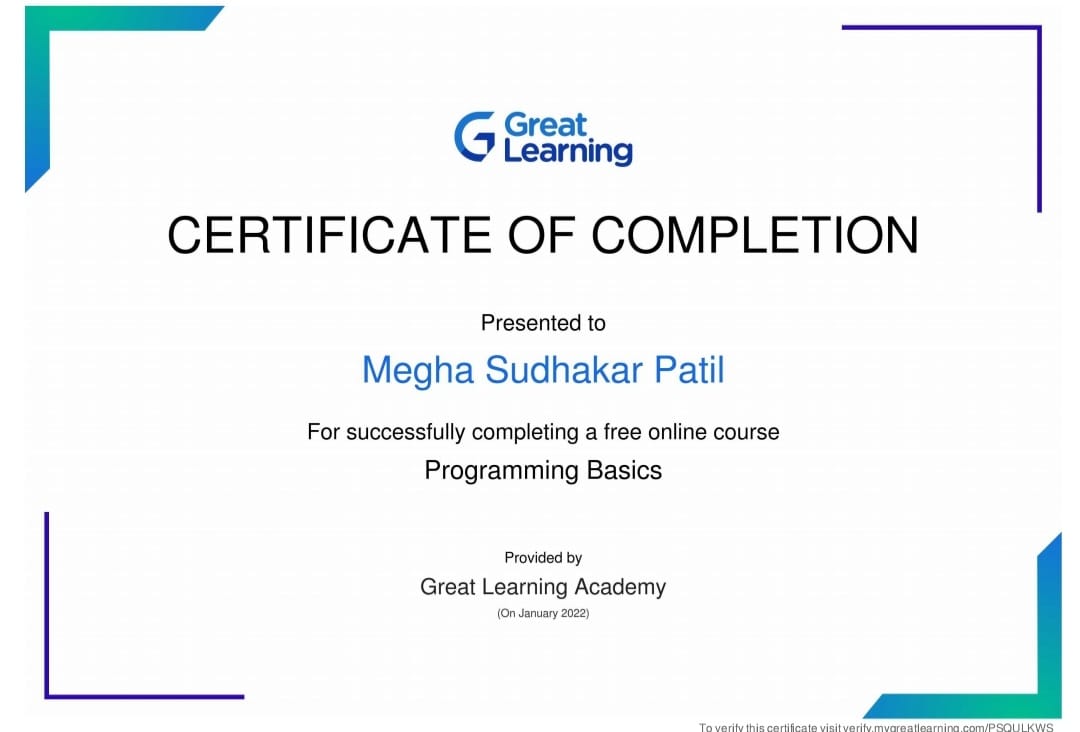 Great
Learning
CERTIFICATE OF COMPLETION
Presented to
Megha Sudhakar Patil
For successfully completing a free online course
Programming Basics
Provided by
Great Learning Academy
(On January 2022)
To verify this certificate visit verify.mygreatlearning.com/PSQULKWS